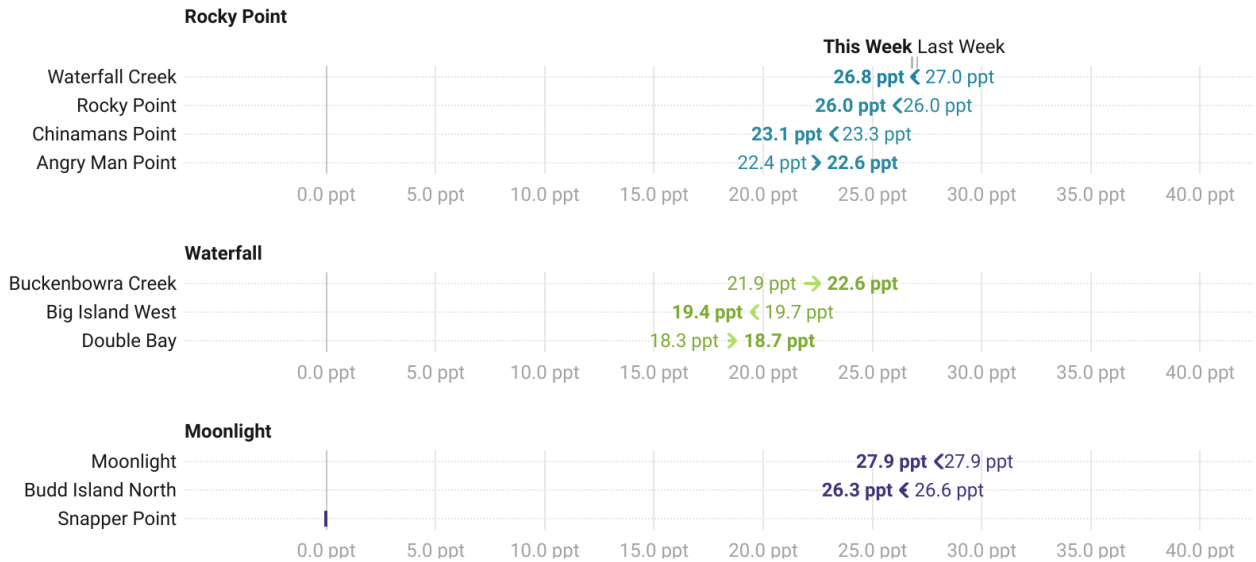 Rocky Point
This Week Last Week
Waterfall Creek 26.8 ppt 27.0 ppt
Rocky Point 26.0 ppt 26.0 ppt
Chinamans Point 23.1 ppt 23.3 ppt
Angry Man Point 22.4 ppt 22.6 ppt
0.0 ppt 5.0 ppt 10.0 ppt 15.0 ppt 20.0 ppt 25.0 ppt 30.0 ppt 35.0 ppt 40.0 ppt
Waterfall
Buckenbowra Creek 21.9 ppt 22.6 ppt
Big Island West 19.4 ppt 19.7 ppt
Double Bay 18.3 ppt 18.7 ppt
0.0 ppt 5.0 ppt 10.0 ppt 15.0 ppt 20.0 ppt 25.0 ppt 30.0 ppt 35.0 ppt 40.0 ppt
Moonlight
Moonlight 27.9 ppt 27.9 ppt
Budd Island North 26.3 ppt 26.6 ppt
Snapper Point
0.0 ppt 5.0 ppt 10.0 ppt 15.0 ppt 20.0 ppt 25.0 ppt 30.0 ppt 35.0 ppt 40.0 ppt